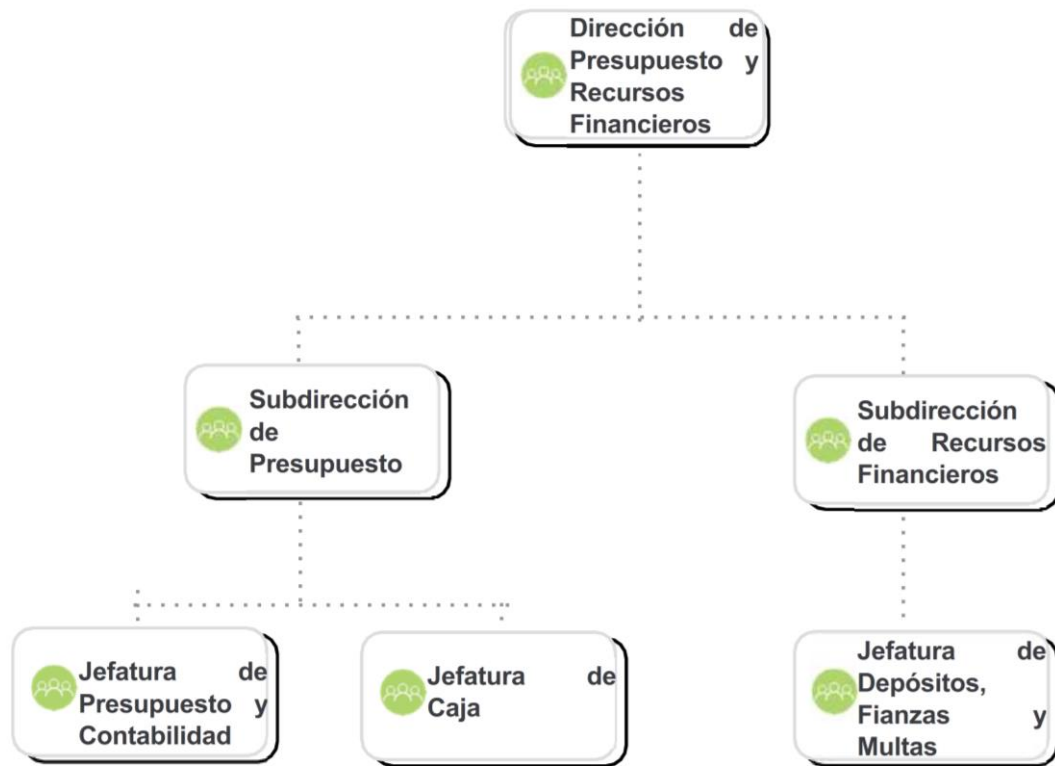 Dirección de
Presupuesto y
Recursos
Financieros
Subdirección
de
Presupuesto
Subdirección
de Recursos
Financieros
Jefatura de
Presupuesto y
Contabilidad
Jefatura de
Caja
Jefatura de
Depósitos,
Fianzas y
Multas